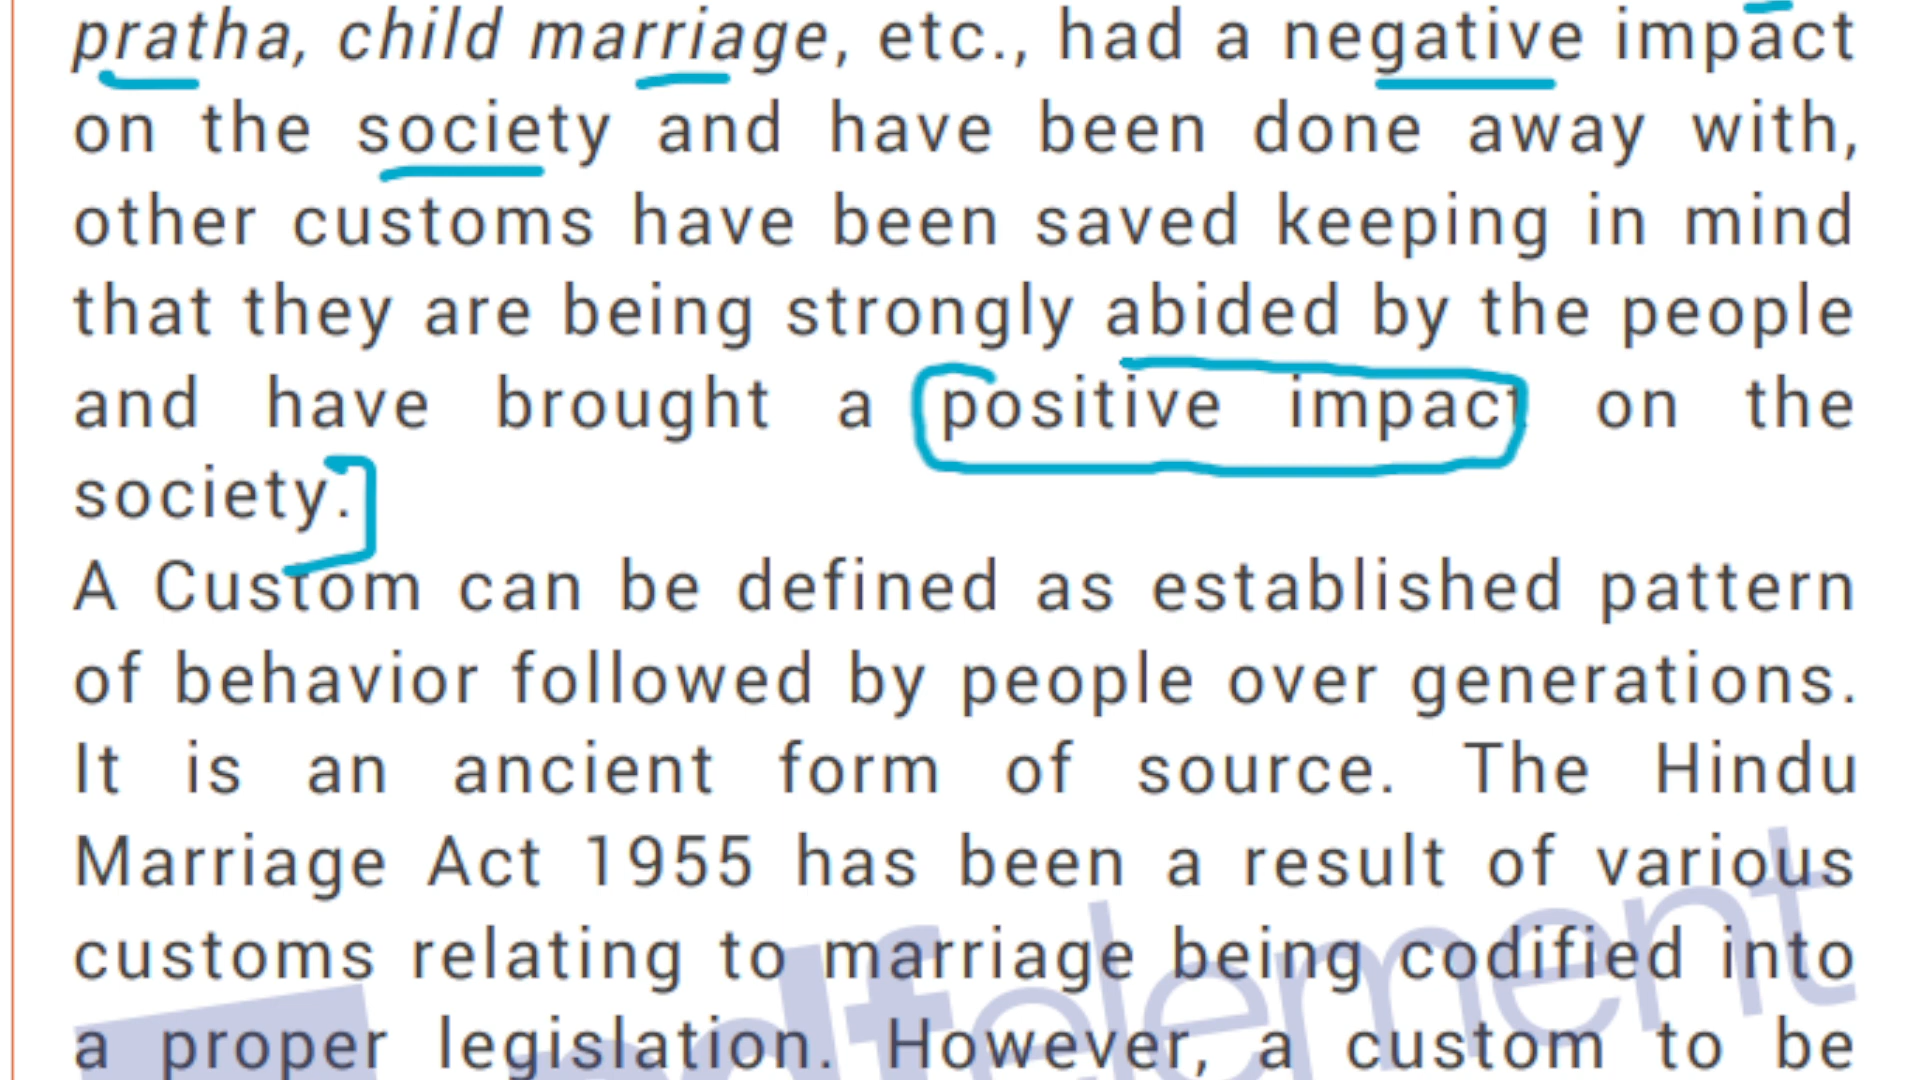 pratha, child marriage, etc., had a negative impact
on the society and have been done away with,
other customs have been saved keeping in mind
that they are being strongly abided by the people
and have brought a positive impact on the
society.
A Custom can be defined as established pattern
of behavior followed by people over generations.
It is an ancient form of source. The Hindu
Marriage Act 1955 has been a result of various
customs relating to marriage being codified into
a proper legislation. However, a custom to be
pdfelement